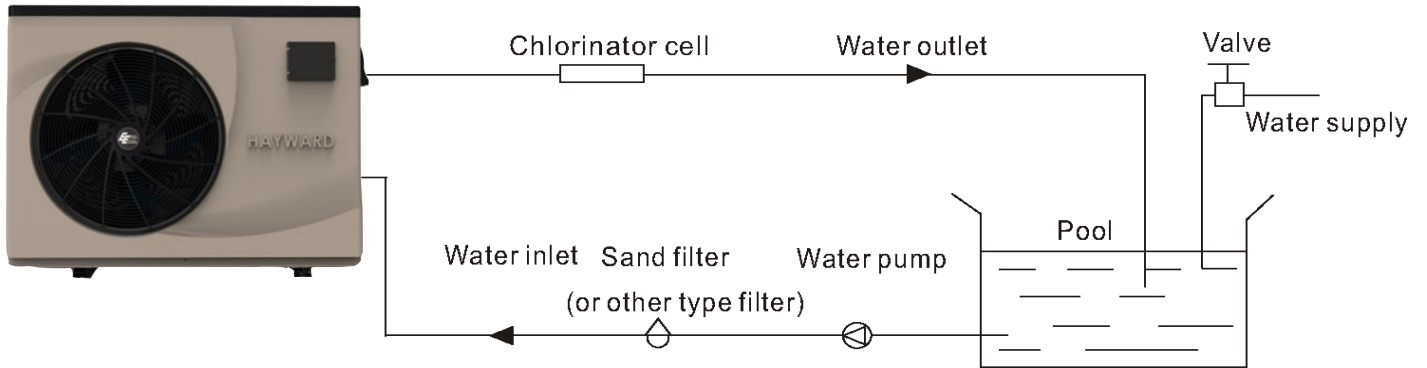 Chlorinator cell
Water outlet
Valve
Water supply
HAYWARD
Pool
Water inlet
Sand filter
(or other type filter)
Water pump